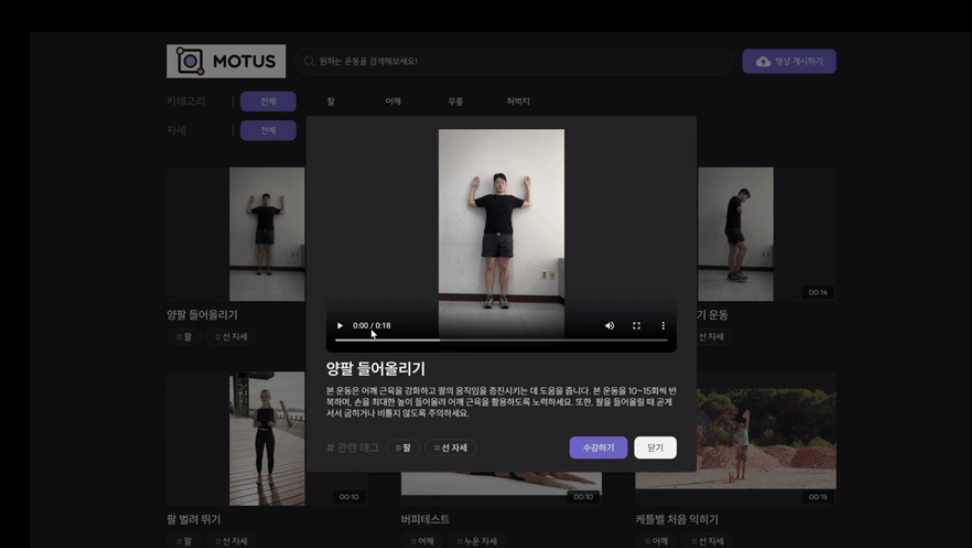 MOTUS
원하는 운동을 검색해보세요!
영상 게시하기
카테고리 | 전체 팔 어깨 무릎 허벅지
자세 | 전체
00:14
양팔 들어올리기
기 운동
#팔 #선 자세
선 자세
0:00 / 0:18
양팔 들어올리기
본 운동은 어깨 근육을 강화하고 팔의 움직임을 증진시키는 데 도움을 줍니다. 본 운동을 10~15회씩 반
복하며, 손을 최대한 높이 들어올려 어깨 근육을 활용하도록 노력하세요. 또한, 팔을 들어올릴 때 곧게
서서 굽히거나 비틀지 않도록 주의하세요.
# 관련 태그 #팔 #선 자세
수강하기 닫기
00:10
00:10
00:15
팔 벌려 뛰기
버피테스트
케틀벨 처음 익히기
#팔 #선 자세
#어깨 #누운 자세
#어깨 #선 자세